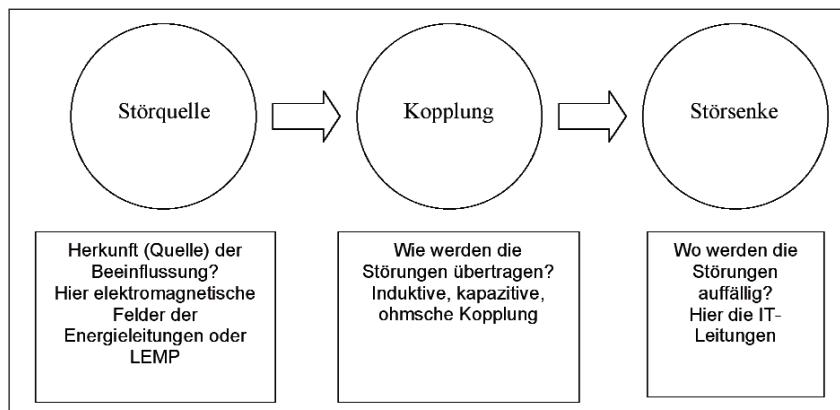 Störquelle
Kopplung
Störsenke
Herkunft (Quelle) der
Beeinflussung?
Hier elektromagnetische
Felder der
Energieleitungen oder
LEMP
Wie werden die
Störungen übertragen?
Induktive, kapazitive,
ohmsche Kopplung
Wo werden die
Störungen
auffällig?
Hier die IT-
Leitungen